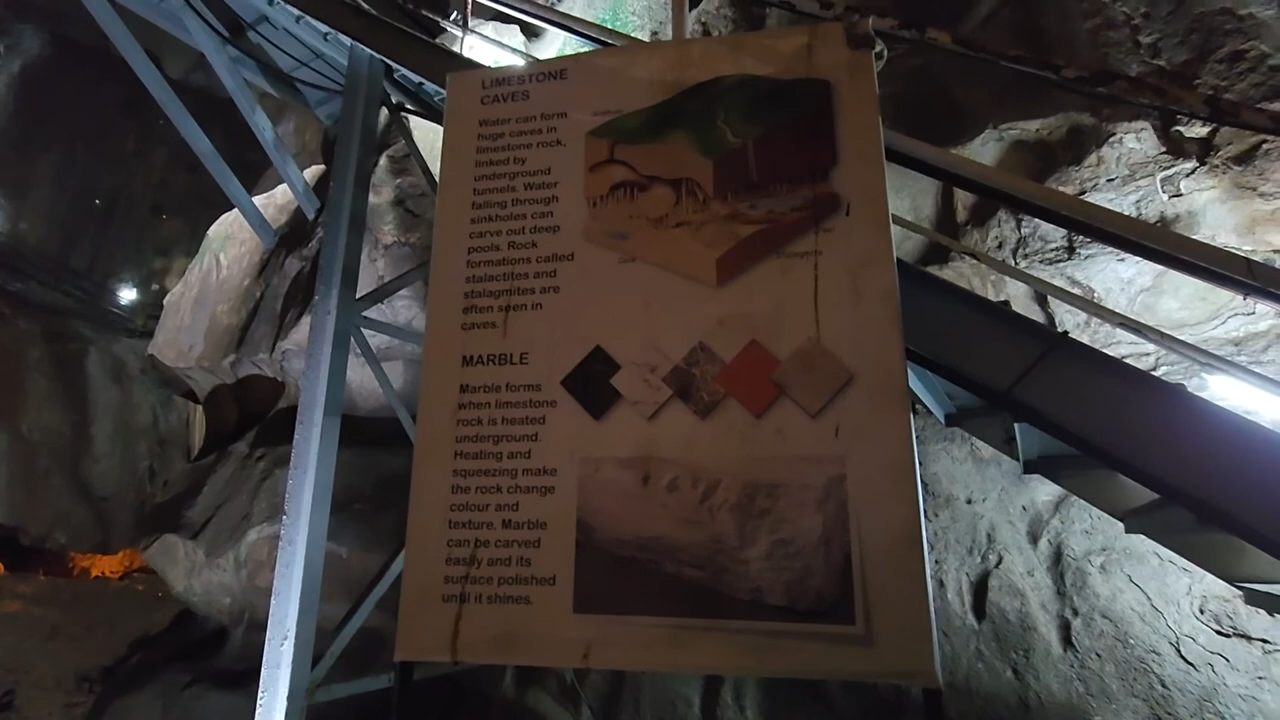 LIMESTONE
CAVES
Water can form
huge caves in
limestone rock,
linked by
underground
tunnels. Water
falling through
sinkholes can
carve out deep
pools. Rock
formations called
stalactites and
stalagmites are
often seen in
caves.
MARBLE
Marble forms
when limestone
rock is heated
underground.
Heating and
squeezing make
the rock change
colour and
texture. Marble
can be carved
easily and its
surface polished
until it shines.